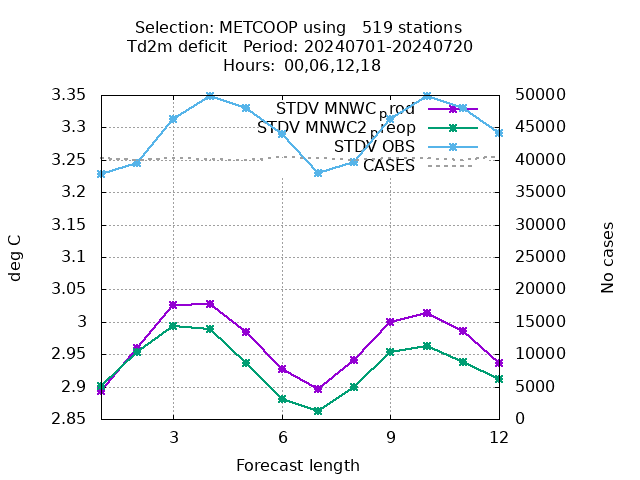 Selection: METCOOP using   519 stations
Td2m deficit   Period: 20240701-20240720
Hours: 00,06,12,18
3.35
3.3
3.25
3.2
3.15
3.1
3.05
3
2.95
2.9
2.85
50000
45000
40000
35000
30000
25000
20000
15000
10000
5000
0
STDV MNWC_prod
STDV MNWC2_preop
STDV OBS
CASES
deg C
No cases
3
6
9
12
Forecast length